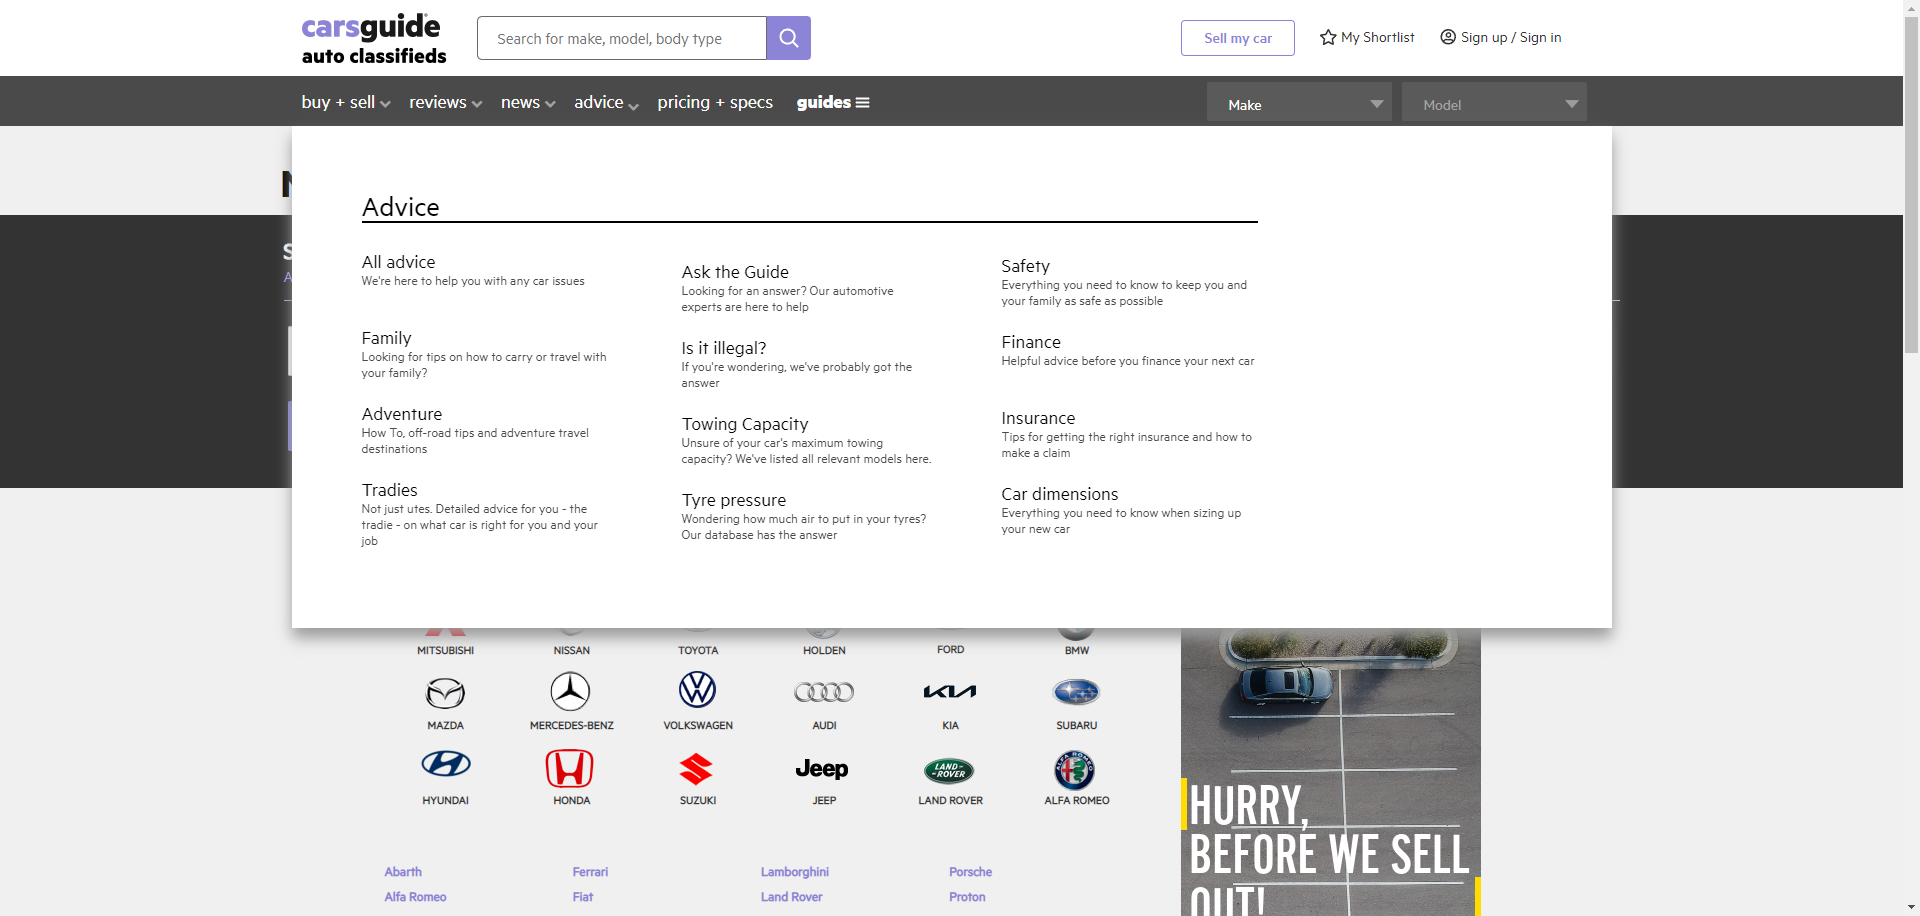 carsguide
auto classifieds
Search for make, model, body type
Sell my car
My Shortlist
Sign up / Sign in
buy + sell
reviews
news
advice
pricing + specs
guides
Make
Model
Advice
All advice
We're here to help you with any car issues
Family
Looking for tips on how to carry or travel with
your family?
Adventure
How To, off-road tips and adventure travel
destinations
Tradies
Not just utes. Detailed advice for you - the
tradie - on what car is right for you and your
job
Ask the Guide
Looking for an answer? Our automotive
experts are here to help
Is it illegal?
If you're wondering, we've probably got the
answer
Towing Capacity
Unsure of your car's maximum towing
capacity? We've listed all relevant models here.
Tyre pressure
Wondering how much air to put in your tyres?
Our database has the answer
Safety
Everything you need to know to keep you and
your family as safe as possible
Finance
Helpful advice before you finance your next car
Insurance
Tips for getting the right insurance and how to
make a claim
Car dimensions
Everything you need to know when sizing up
your new car
MITSUBISHI
NISSAN
TOYOTA
HOLDEN
FORD
BMW
MAZDA
MERCEDES-BENZ
VOLKSWAGEN
AUDI
KIA
KIA
SUBARU
HYUNDAI
HONDA
SUZUKI
Jeep
JEEP
LAND-
-ROVER
LAND ROVER
ALFA ROMEO
ALFA ROMEO
Abarth
Ferrari
Lamborghini
Porsche
Alfa Romeo
Fiat
Land Rover
Proton
HURRY,
BEFORE WE SELL
OUT!